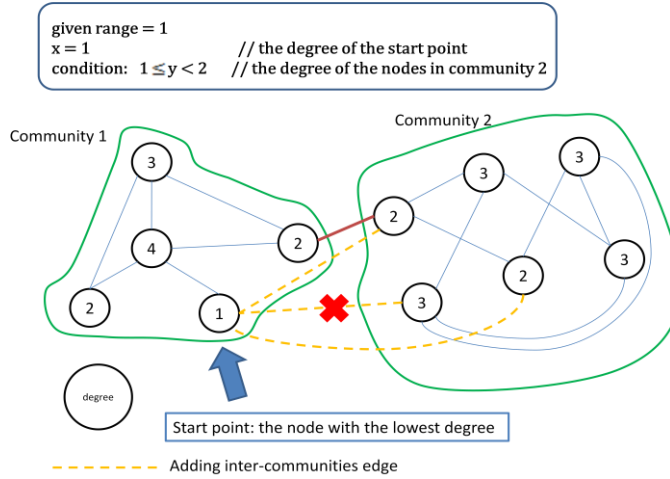 given range = 1
x = 1 // the degree of the start point
condition: 1 ≤ y < 2 // the degree of the nodes in community 2
Community 1
Community 2
3
3
3
2
2
4
3
2
2
3
1
degree
Start point: the node with the lowest degree
Adding inter-communities edge